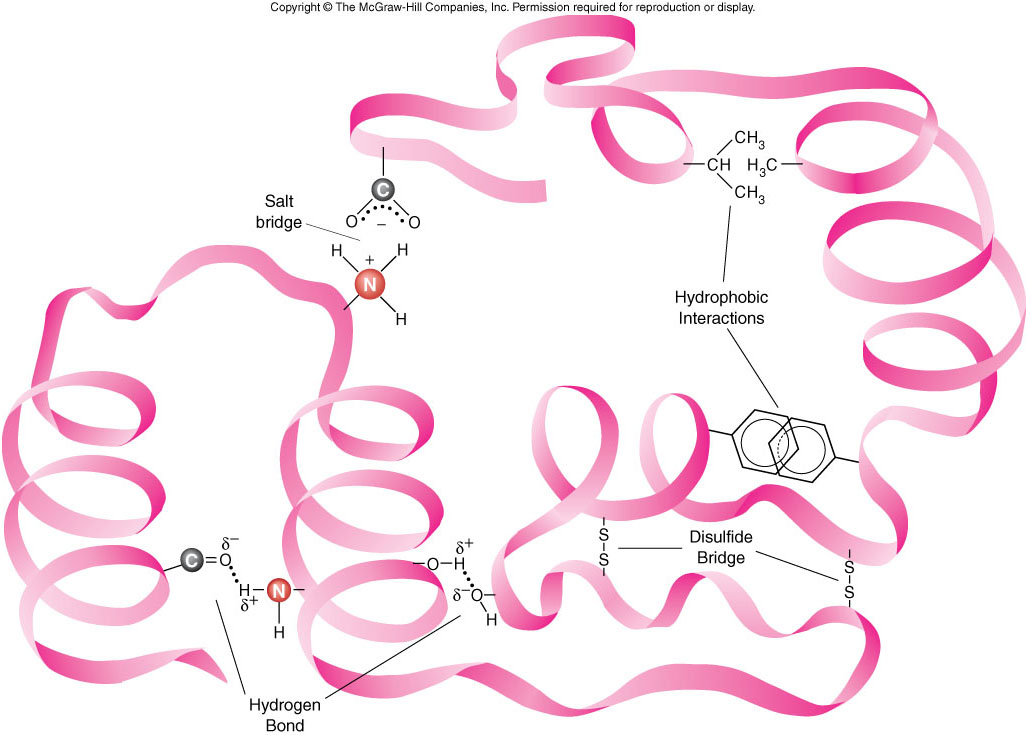 Copyright © The McGraw-Hill Companies, Inc. Permission required for reproduction or display.
CH₃
CH H₃C
CH₃
C
O O
−
Salt
bridge
H + H
N
H
Hydrophobic
Interactions
δ− 
C=O
H N
δ+
H
δ+
O H
δ− O
H
S
S
Disulfide
Bridge
S
S
Hydrogen
Bond